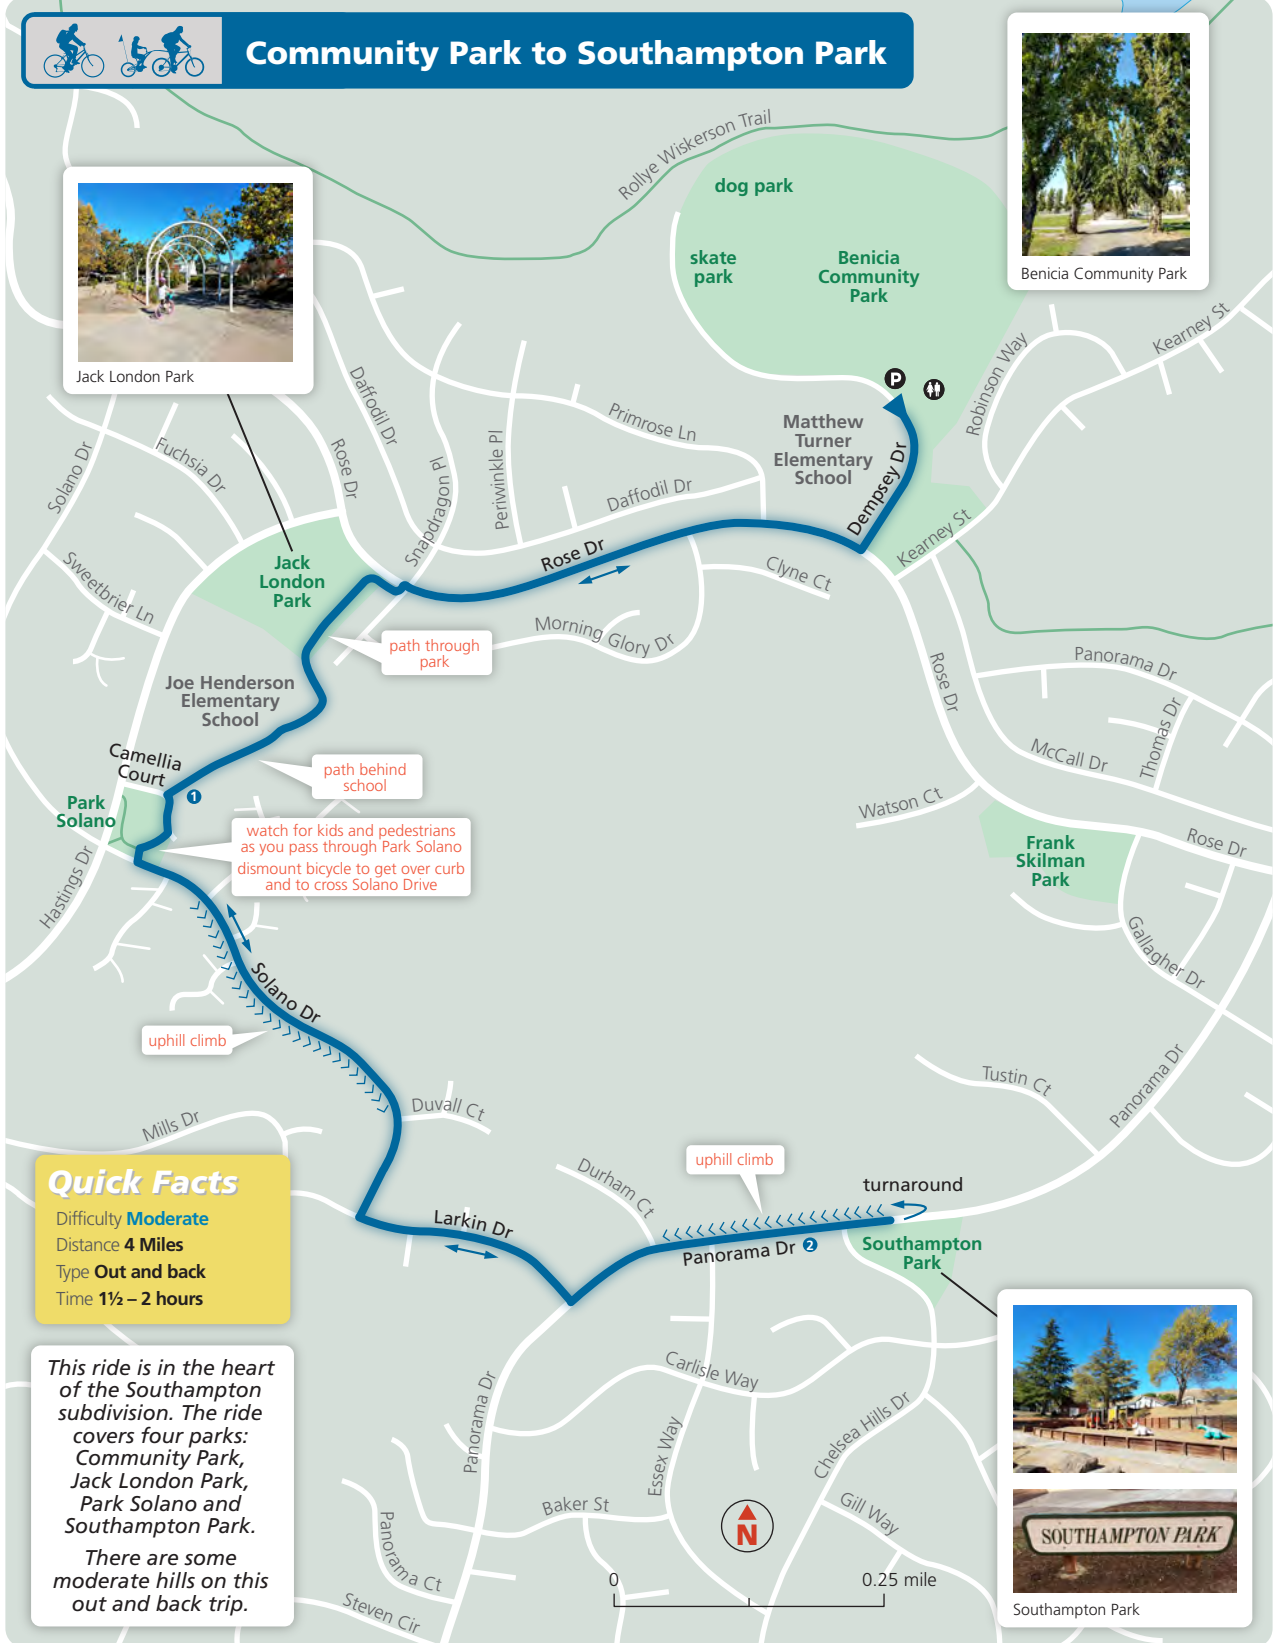 Community Park to Southampton Park
Rollye Wiskerson Trail
dog park
skate
park
Benicia
Community
Park
Benicia Community Park
Jack London Park
Kearney St
Robinson Way
P
Matthew
Turner
Elementary
School
Dempsey Dr
Kearney St
Primrose Ln
Daffodil Dr
Daffodil Dr
Periwinkle Pl
Snapdragon Pl
Rose Dr
Fuchsia Dr
Solano Dr
Sweetbrier Ln
Jack
London
Park
Rose Dr
Clyne Ct
Morning Glory Dr
path through
park
Joe Henderson
Elementary
School
Camellia
Court
path behind
school
1
Park
Solano
watch for kids and pedestrians
as you pass through Park Solano
dismount bicycle to get over curb
and to cross Solano Drive
Hastings Dr
Rose Dr
Panorama Dr
Thomas Dr
McCall Dr
Watson Ct
Rose Dr
Frank
Skilman
Park
Gallagher Dr
Solano Dr
uphill climb
Tustin Ct
Panorama Dr
Duvall Ct
Mills Dr
Durham Ct
uphill climb
turnaround
Larkin Dr
Panorama Dr 2
Southampton
Park
Quick Facts
Difficulty Moderate
Distance 4 Miles
Type Out and back
Time 1½ – 2 hours
This ride is in the heart
of the Southampton
subdivision. The ride
covers four parks:
Community Park,
Jack London Park,
Park Solano and
Southampton Park.
There are some
moderate hills on this
out and back trip.
Carlisle Way
Panorama Dr
Essex Way
Chelsea Hills Dr
Gill Way
Baker St
Panorama Ct
Steven Cir
N
0
0.25 mile
SOUTHAMPTON PARK
Southampton Park